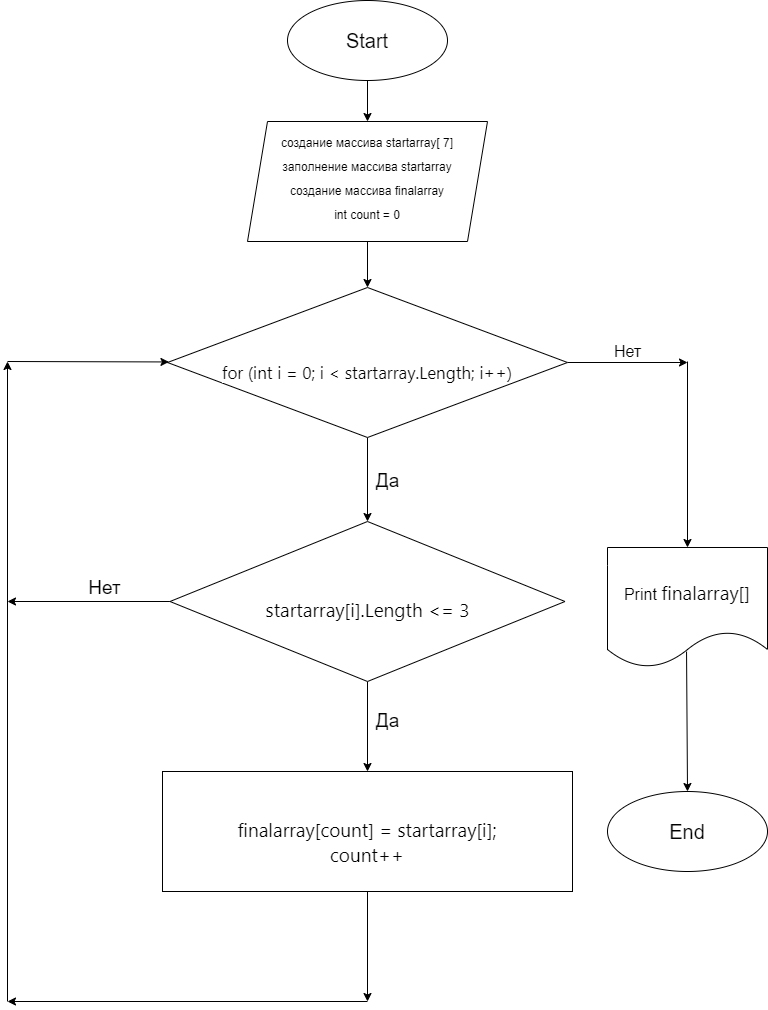 Start
создание массива startarray[ 7]
заполнение массива startarray
создание массива finalarray
int count = 0
for (int i = 0; i < startarray.Length; i++)
Нет
Да
startarray[i].Length <= 3
Нет
Print finalarray[]
Да
finalarray[count] = startarray[i];
count++
End